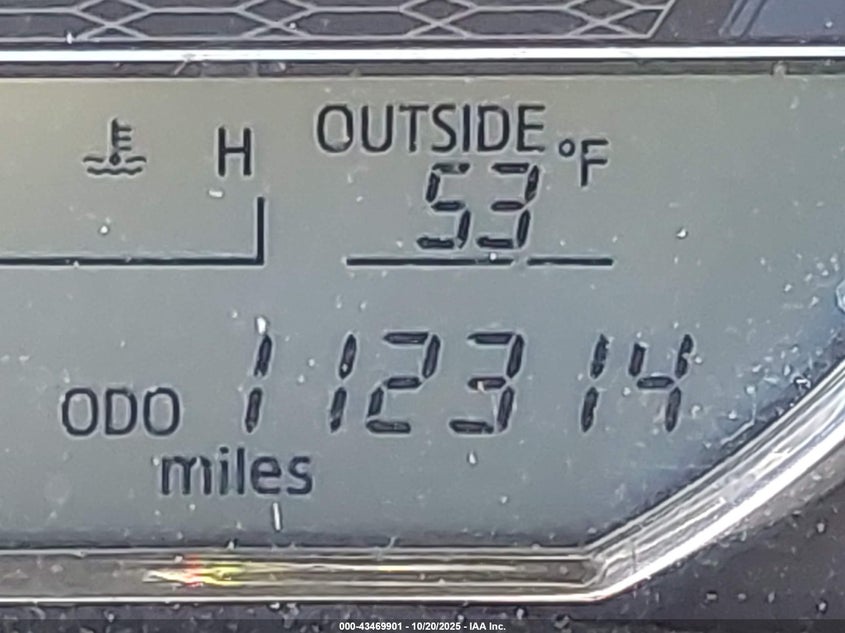 H OUTSIDE °F
53
ODO 112314
miles
000-43469901 - 10/20/2025 - IAA Inc.